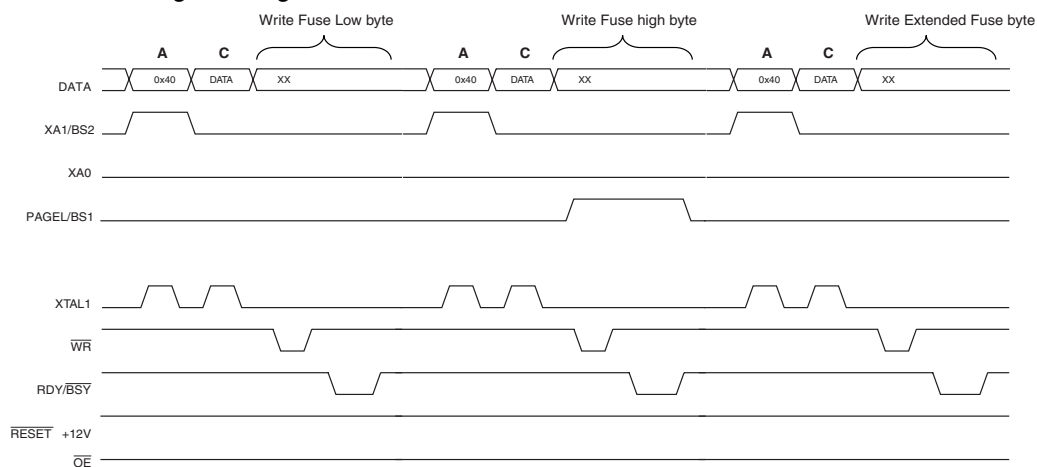 Write Fuse Low byte Write Fuse high byte Write Extended Fuse byte
A C A C A C
DATA 0x40 DATA XX 0x40 DATA XX 0x40 DATA XX
XA1/BS2
XA0
PAGEL/BS1
XTAL1
WR
RDY/BSY
RESET +12V
OE